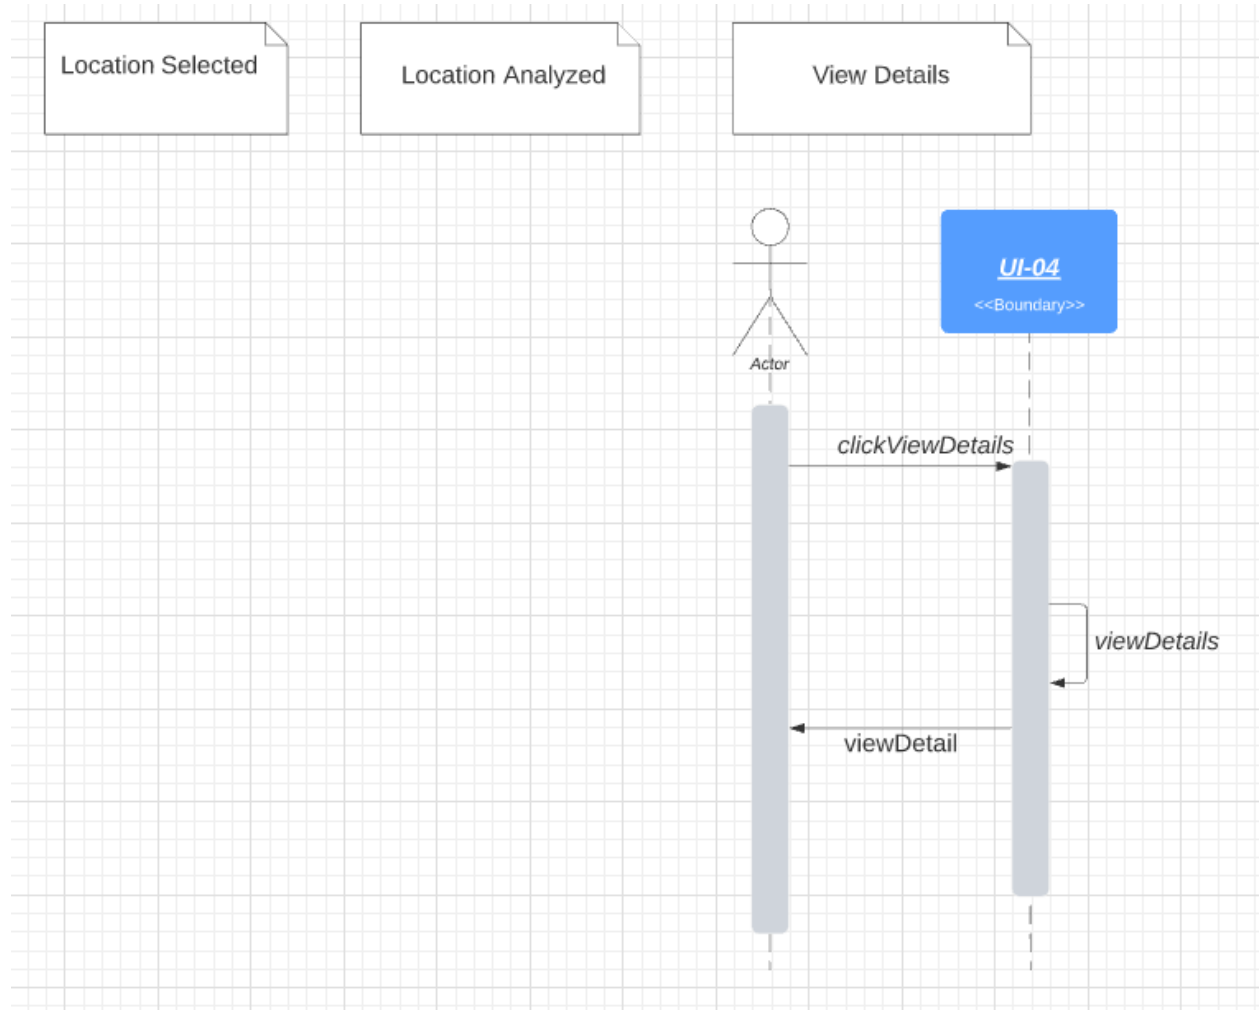 Location Selected
Location Analyzed
View Details
UI-04
<<Boundary>>
Actor
clickViewDetails
viewDetails
viewDetail